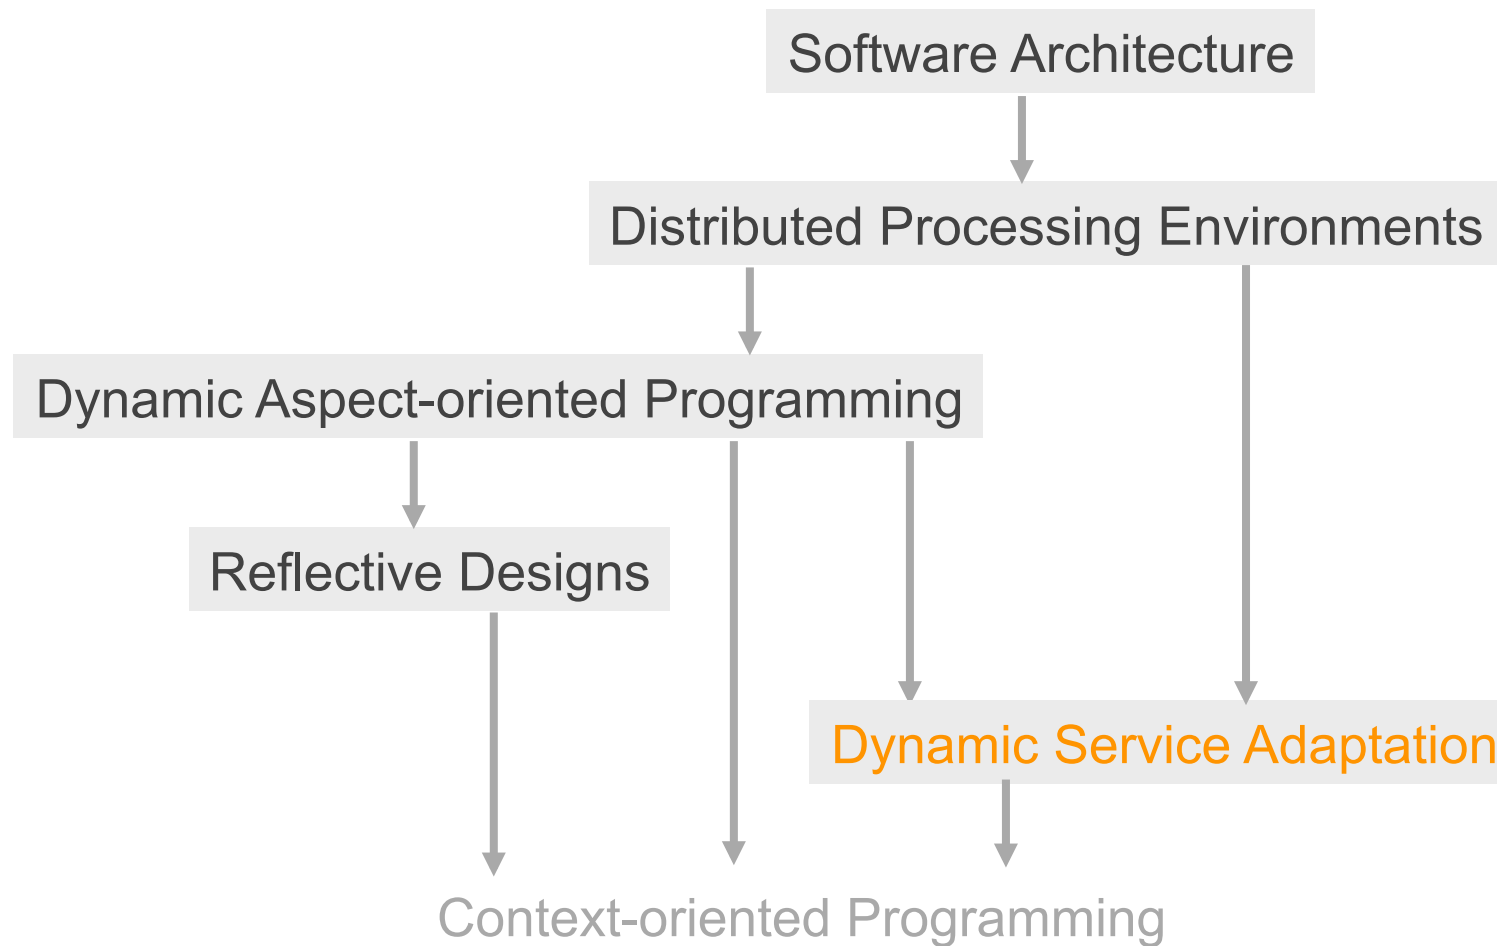 Software Architecture
Distributed Processing Environments
Dynamic Aspect-oriented Programming
Reflective Designs
Dynamic Service Adaptation
Context-oriented Programming